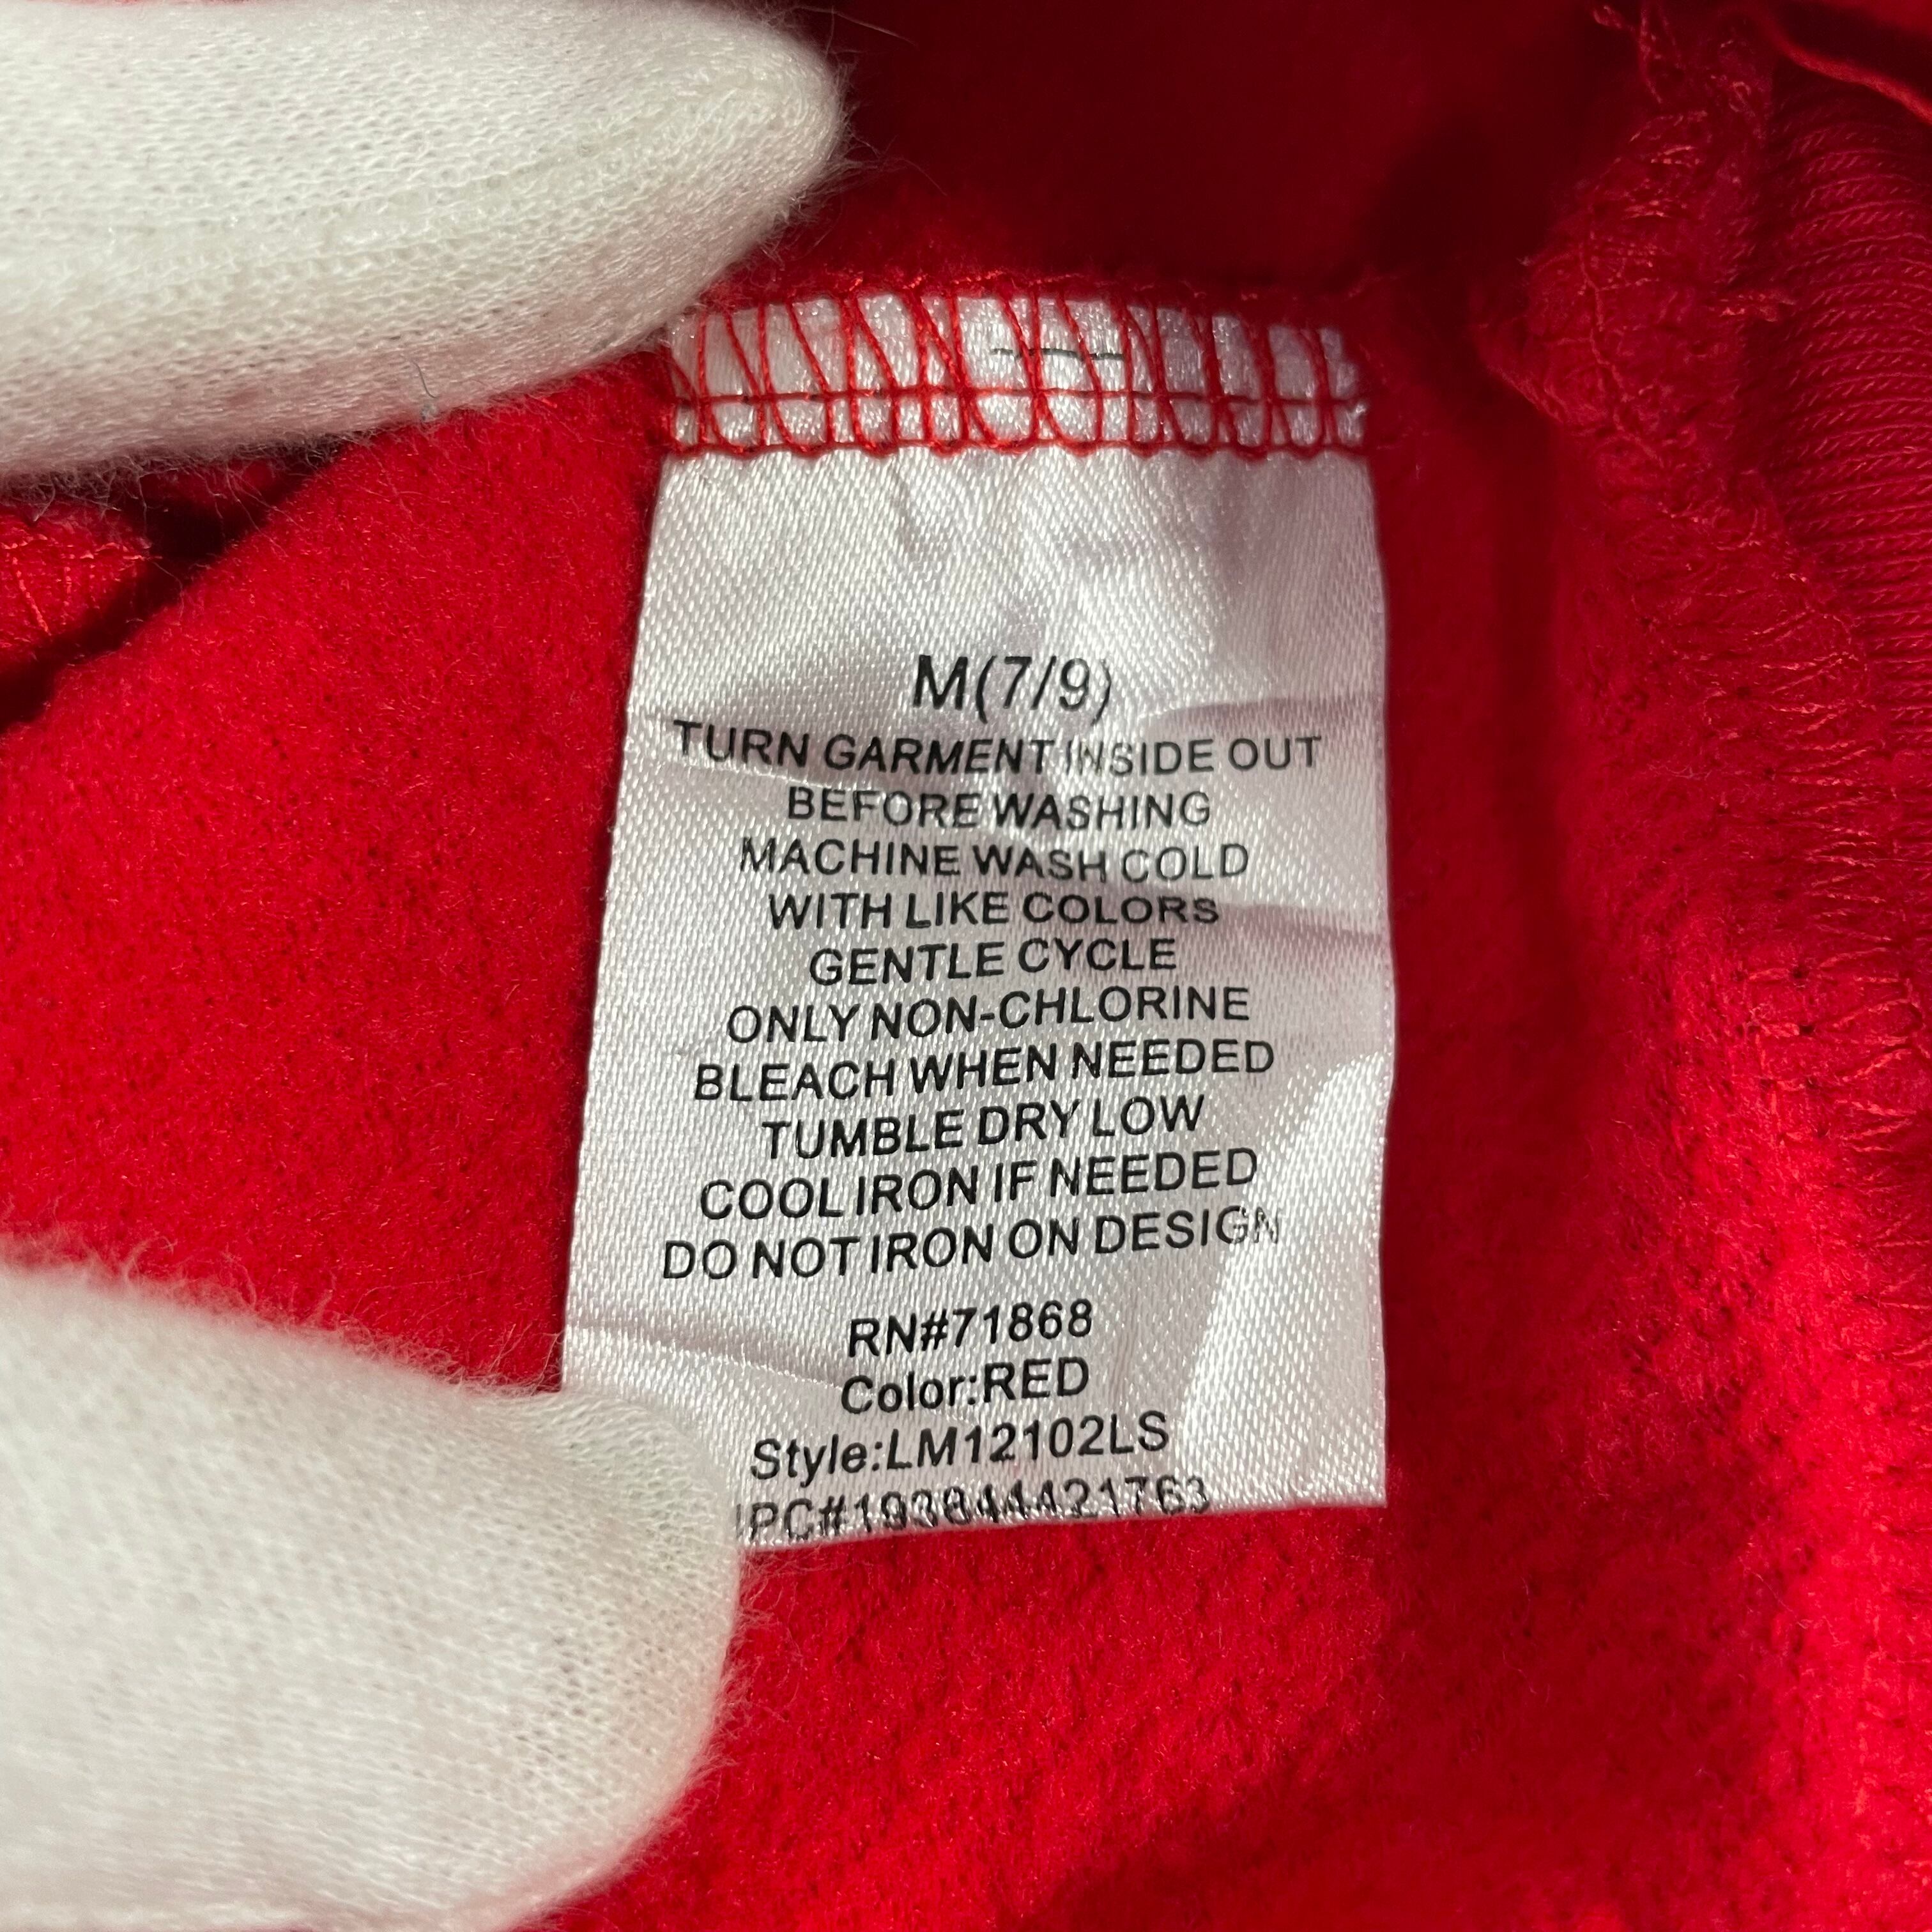 M(7/9)
TURN GARMENT INSIDE OUT
BEFORE WASHING
MACHINE WASH COLD
WITH LIKE COLORS
GENTLE CYCLE
ONLY NON-CHLORINE
BLEACH WHEN NEEDED
TUMBLE DRY LOW
COOL IRON IF NEEDED
DO NOT IRON ON DESIGN
RN#71868
Color:RED
Style:LM12102LS